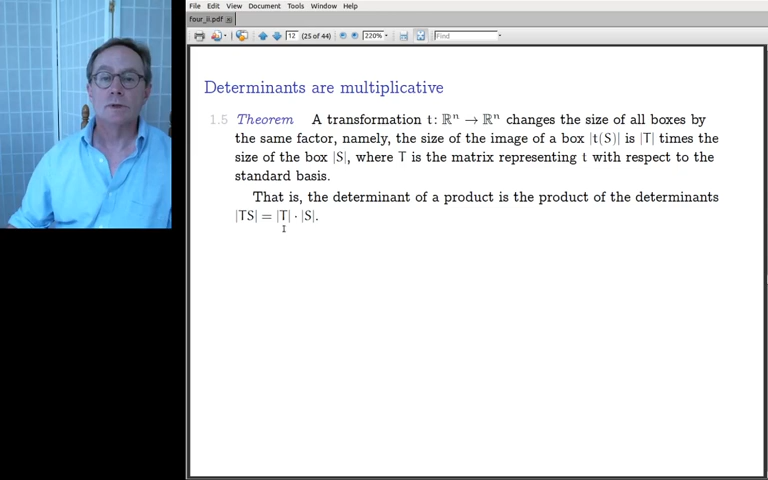 File Edit View Document Tools Window Help
four_ii.pdf
12 (25 of 44) 220% Find
Determinants are multiplicative
1.5 Theorem A transformation t: ℝⁿ → ℝⁿ changes the size of all boxes by
the same factor, namely, the size of the image of a box |t(S)| is |T| times the
size of the box |S|, where T is the matrix representing t with respect to the
standard basis.
That is, the determinant of a product is the product of the determinants
|TS| = |T| · |S|.